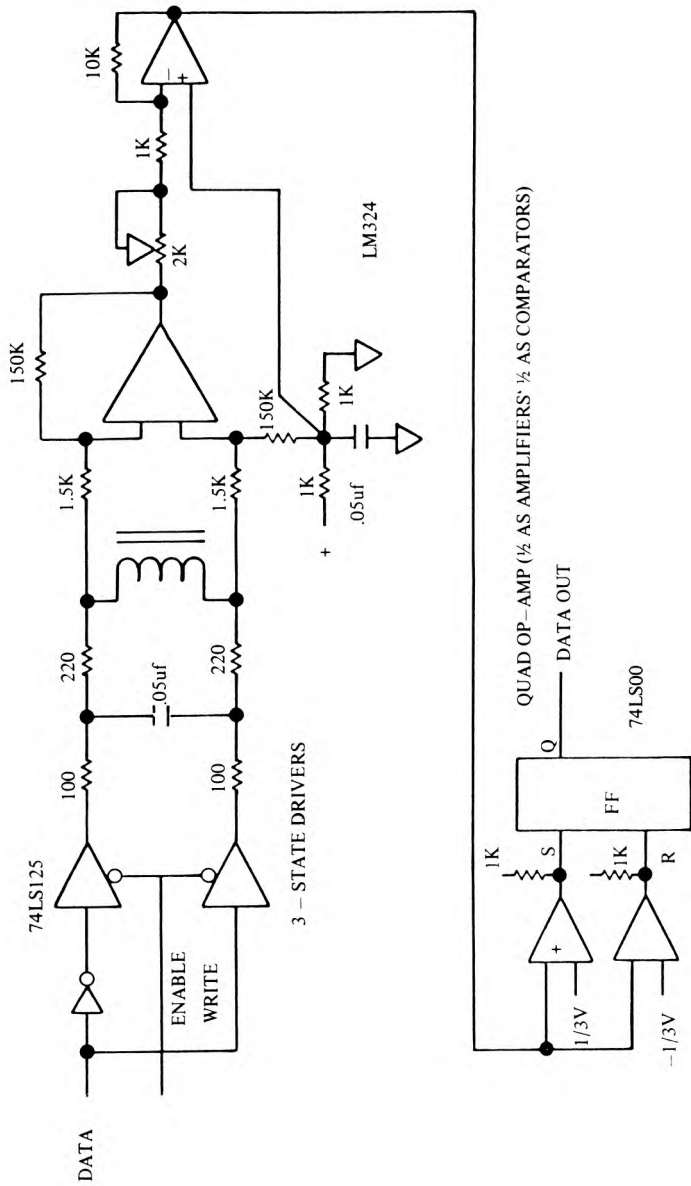 DATA
74LS125
ENABLE
WRITE
3 – STATE DRIVERS
100
100
.05uf
220
220
1.5K
1.5K
150K
150K
1K
+
.05uf
1K
2K
1K
10K
–
+
LM324
QUAD OP–AMP (½ AS AMPLIFIERS' ½ AS COMPARATORS)
1/3V
–1/3V
+
1K
1K
S
R
FF
Q
DATA OUT
74LS00